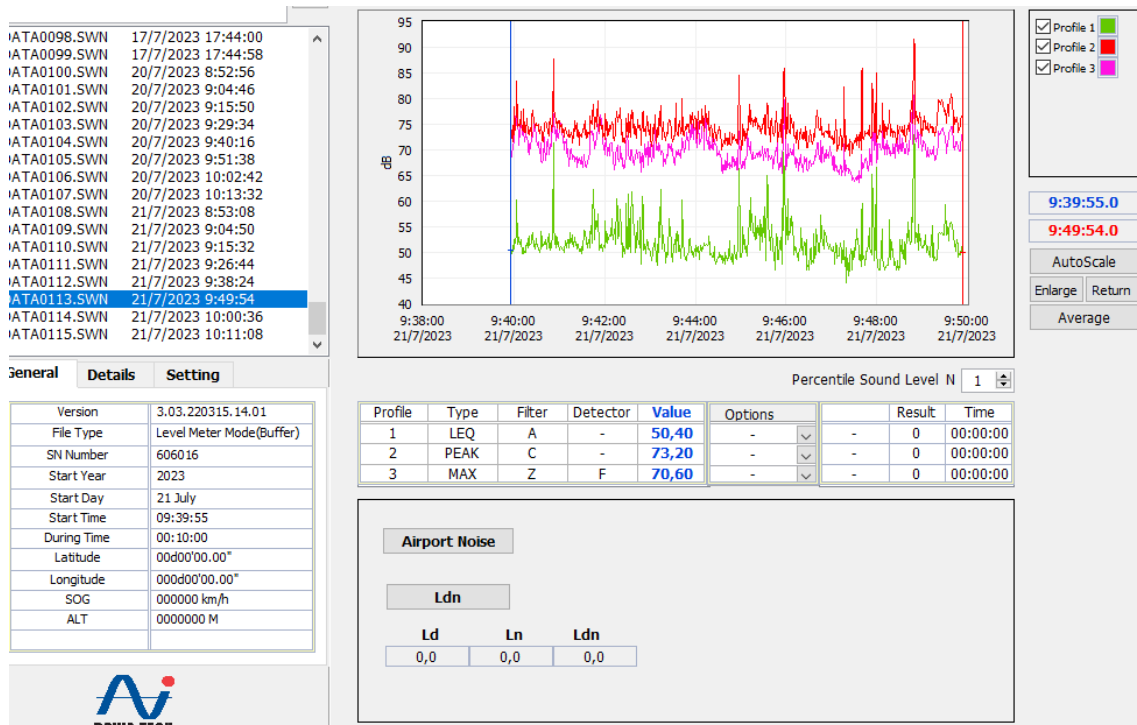 ATA0098.SWN 17/7/2023 17:44:00
ATA0099.SWN 17/7/2023 17:44:58
ATA0100.SWN 20/7/2023 8:52:56
ATA0101.SWN 20/7/2023 9:04:46
ATA0102.SWN 20/7/2023 9:15:50
ATA0103.SWN 20/7/2023 9:29:34
ATA0104.SWN 20/7/2023 9:40:16
ATA0105.SWN 20/7/2023 9:51:38
ATA0106.SWN 20/7/2023 10:02:42
ATA0107.SWN 20/7/2023 10:13:32
ATA0108.SWN 21/7/2023 8:53:08
ATA0109.SWN 21/7/2023 9:04:50
ATA0110.SWN 21/7/2023 9:15:32
ATA0111.SWN 21/7/2023 9:26:44
ATA0112.SWN 21/7/2023 9:38:24
ATA0113.SWN 21/7/2023 9:49:54
ATA0114.SWN 21/7/2023 10:00:36
ATA0115.SWN 21/7/2023 10:11:08
General Details Setting
Version 3.03.220315.14.01
File Type Level Meter Mode(Buffer)
SN Number 606016
Start Year 2023
Start Day 21 July
Start Time 09:39:55
During Time 00:10:00
Latitude 00d00'00.00"
Longitude 000d00'00.00"
SOG 000000 km/h
ALT 0000000 M
95
90
85
80
75
70
65
60
55
50
45
40
dB
9:38:00 9:40:00 9:42:00 9:44:00 9:46:00 9:48:00 9:50:00
21/7/2023 21/7/2023 21/7/2023 21/7/2023 21/7/2023 21/7/2023 21/7/2023
Profile 1
Profile 2
Profile 3
9:39:55.0
9:49:54.0
AutoScale
Enlarge Return
Average
Percentile Sound Level N 1
Profile Type Filter Detector Value Options Result Time
1 LEQ A - 50,40 - - 0 00:00:00
2 PEAK C - 73,20 - - 0 00:00:00
3 MAX Z F 70,60 - - 0 00:00:00
Airport Noise
Ldn
Ld Ln Ldn
0,0 0,0 0,0